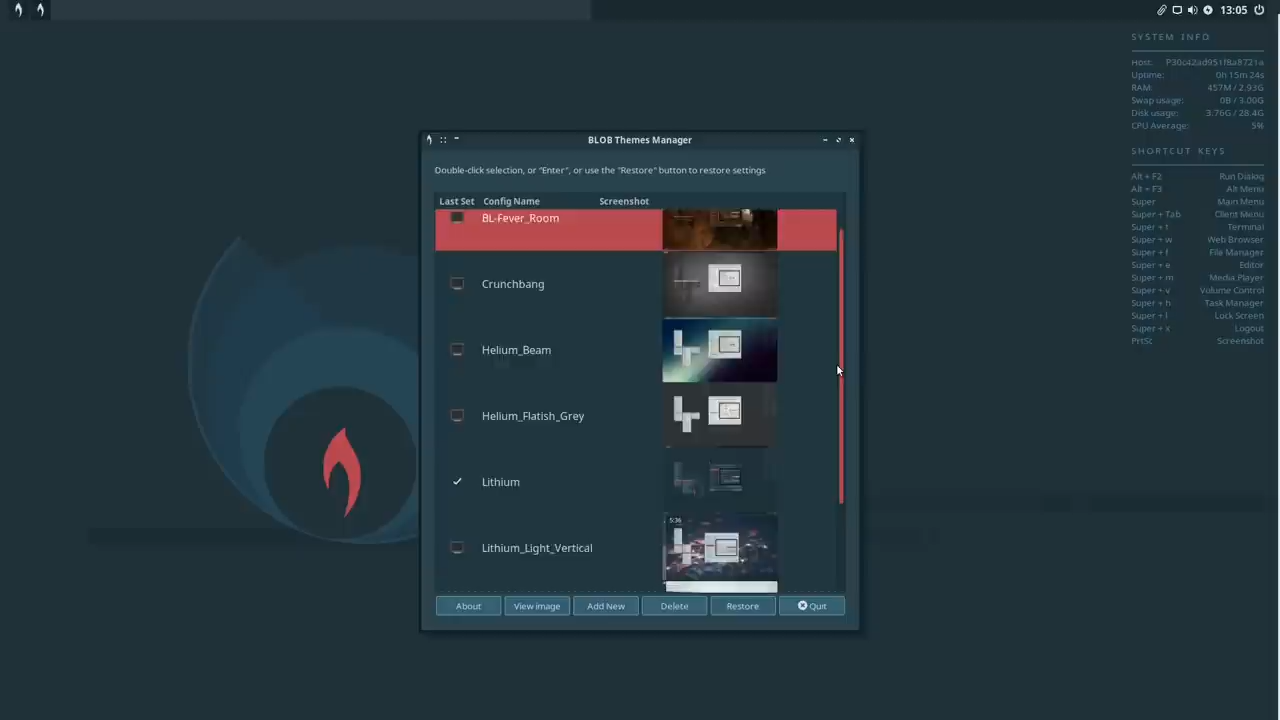 13:05
SYSTEM INFO
Host: P30c42ad951f8a8721a
Uptime: 0h 15m 24s
RAM: 457M / 2.93G
Swap usage: 0B / 3.00G
Disk usage: 3.76G / 28.4G
CPU Average: 5%
SHORTCUT KEYS
Alt + F2 Run Dialog
Alt + F3 Alt Menu
Super Main Menu
Super + Tab Client Menu
Super + t Terminal
Super + w Web Browser
Super + f File Manager
Super + e Editor
Super + m Media Player
Super + v Volume Control
Super + h Task Manager
Super + l Lock Screen
Super + x Logout
PrtSc Screenshot
BLOB Themes Manager
Double-click selection, or "Enter", or use the "Restore" button to restore settings
Last Set Config Name Screenshot
BL-Fever_Room
Crunchbang
Helium_Beam
Helium_Flatish_Grey
Lithium
Lithium_Light_Vertical
5:36
About View image Add New Delete Restore Quit